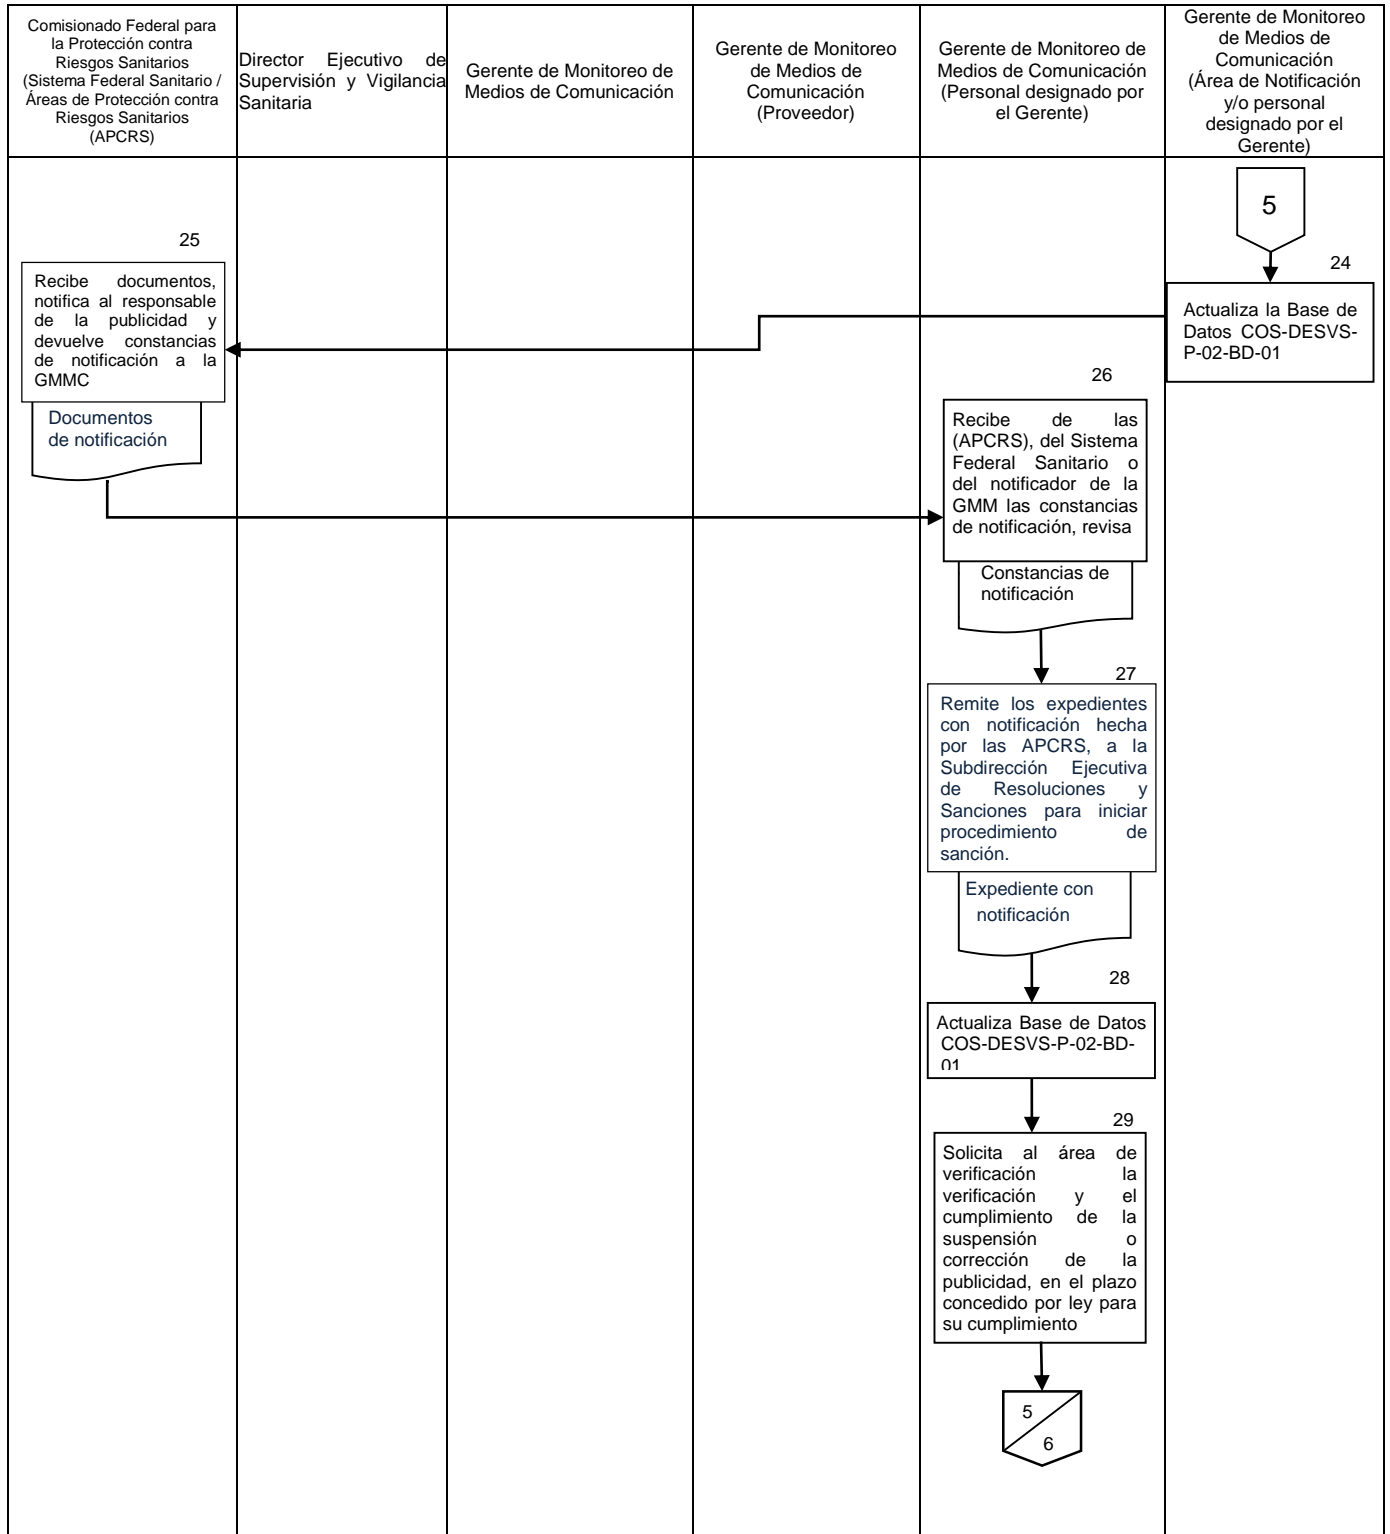 Comisionado Federal para
la Protección contra
Riesgos Sanitarios
(Sistema Federal Sanitario /
Áreas de Protección contra
Riesgos Sanitarios
(APCRS)
Director Ejecutivo de
Supervisión y Vigilancia
Sanitaria
Gerente de Monitoreo de
Medios de Comunicación
Gerente de Monitoreo
de Medios de
Comunicación
(Proveedor)
Gerente de Monitoreo de
Medios de Comunicación
(Personal designado por
el Gerente)
Gerente de Monitoreo
de Medios de
Comunicación
(Área de Notificación
y/o personal
designado por el
Gerente)
5
24
Actualiza la Base de
Datos COS-DESVS-
P-02-BD-01
25
Recibe documentos,
notifica al responsable
de la publicidad y
devuelve constancias
de notificación a la
GMMC
Documentos
de notificación
26
Recibe de las
(APCRS), del Sistema
Federal Sanitario o
del notificador de la
GMM las constancias
de notificación, revisa
Constancias de
notificación
27
Remite los expedientes
con notificación hecha
por las APCRS, a la
Subdirección Ejecutiva
de Resoluciones y
Sanciones para iniciar
procedimiento de
sanción.
Expediente con
notificación
28
Actualiza Base de Datos
COS-DESVS-P-02-BD-
01
29
Solicita al área de
verificación la
verificación y el
cumplimiento de la
suspensión o
corrección de la
publicidad, en el plazo
concedido por ley para
su cumplimiento
5
6